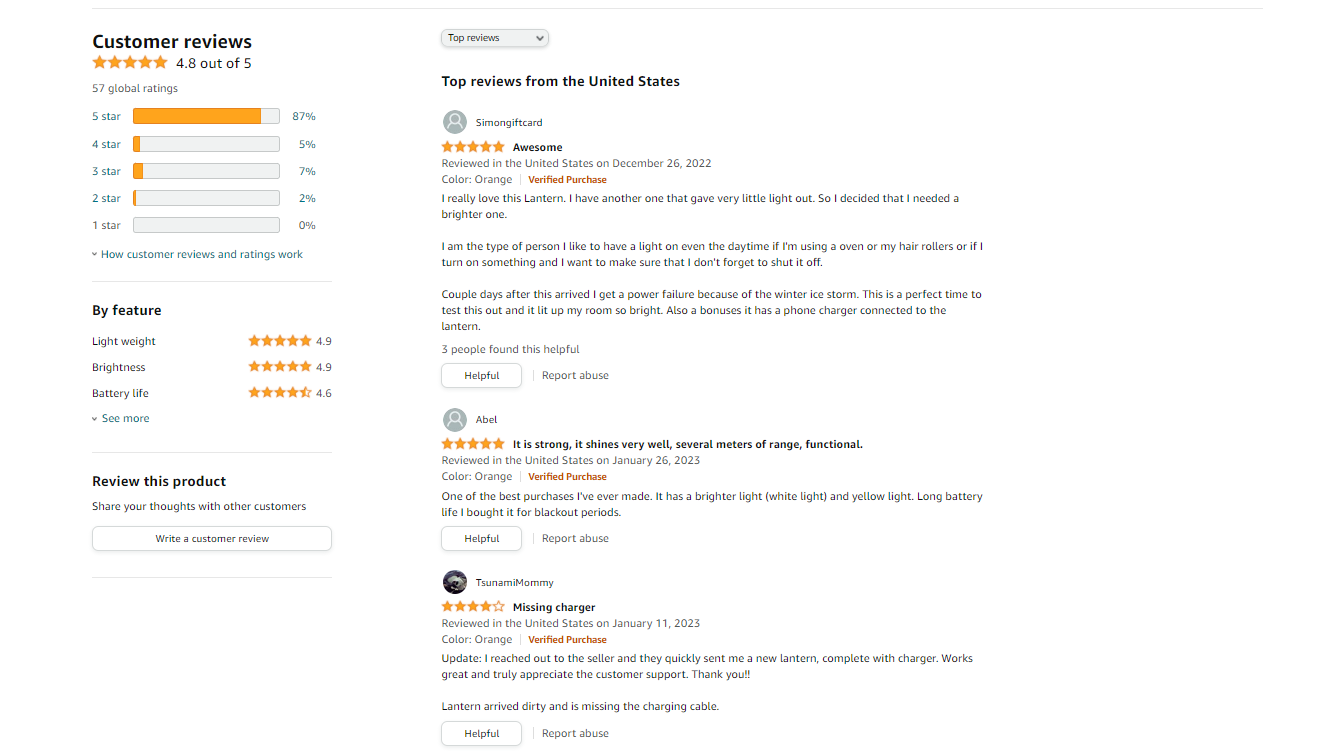 Customer reviews
4.8 out of 5
57 global ratings
5 star 87%
4 star 5%
3 star 7%
2 star 2%
1 star 0%
How customer reviews and ratings work
By feature
Light weight 4.9
Brightness 4.9
Battery life 4.6
See more
Review this product
Share your thoughts with other customers
Write a customer review
Top reviews
Top reviews from the United States
Simongiftcard
Awesome
Reviewed in the United States on December 26, 2022
Color: Orange Verified Purchase
I really love this Lantern. I have another one that gave very little light out. So I decided that I needed a
brighter one.
I am the type of person I like to have a light on even the daytime if I'm using a oven or my hair rollers or if I
turn on something and I want to make sure that I don't forget to shut it off.
Couple days after this arrived I get a power failure because of the winter ice storm. This is a perfect time to
test this out and it lit up my room so bright. Also a bonuses it has a phone charger connected to the
lantern.
3 people found this helpful
Helpful Report abuse
Abel
It is strong, it shines very well, several meters of range, functional.
Reviewed in the United States on January 26, 2023
Color: Orange Verified Purchase
One of the best purchases I've ever made. It has a brighter light (white light) and yellow light. Long battery
life I bought it for blackout periods.
Helpful Report abuse
TsunamiMommy
Missing charger
Reviewed in the United States on January 11, 2023
Color: Orange Verified Purchase
Update: I reached out to the seller and they quickly sent me a new lantern, complete with charger. Works
great and truly appreciate the customer support. Thank you!!
Lantern arrived dirty and is missing the charging cable.
Helpful Report abuse